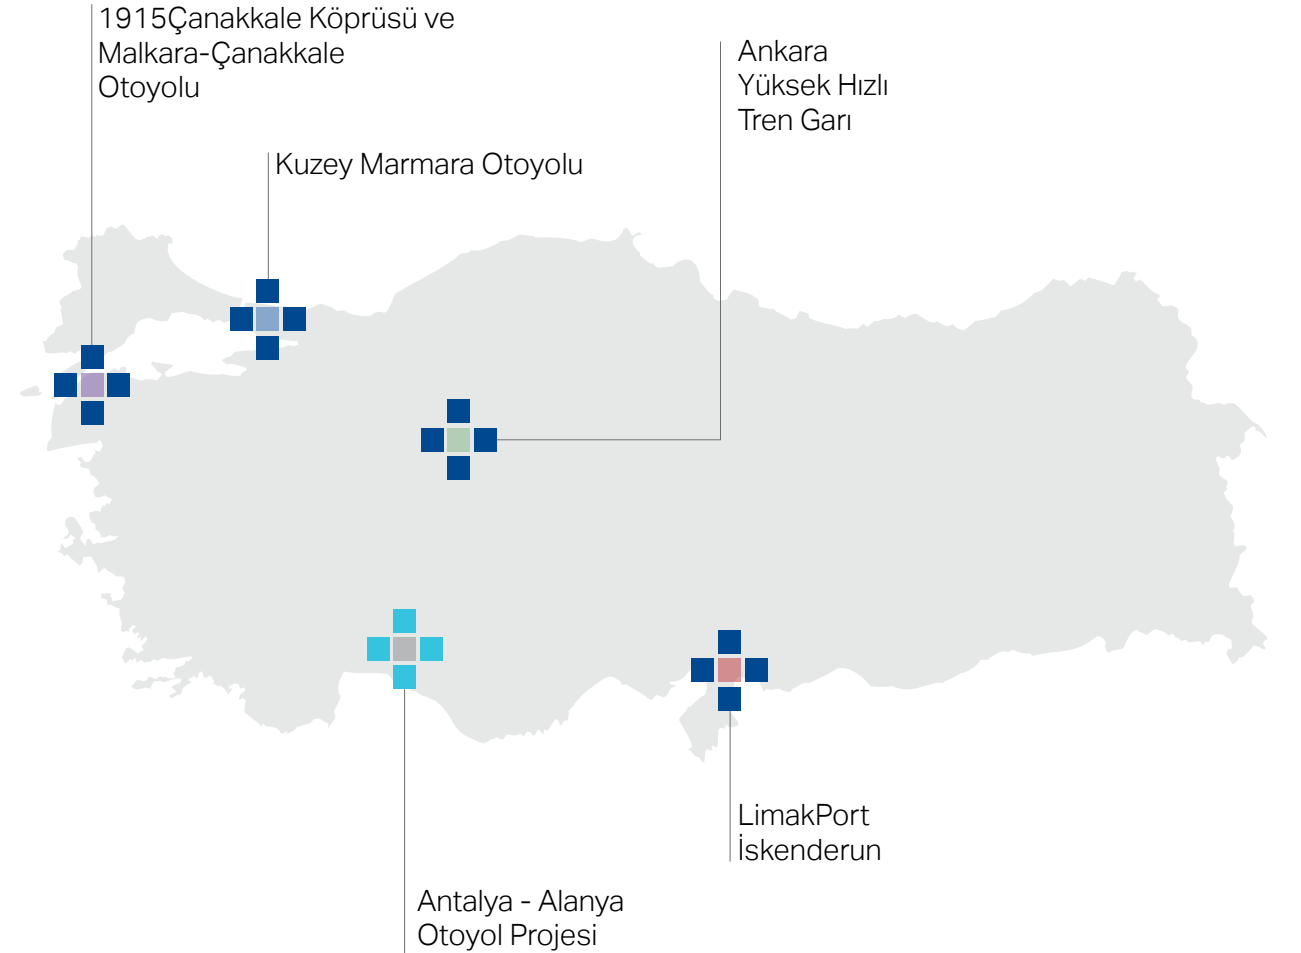 1915Çanakkale Köprüsü ve
Malkara-Çanakkale
Otoyolu
Ankara
Yüksek Hızlı
Tren Garı
Kuzey Marmara Otoyolu
LimakPort
İskenderun
Antalya - Alanya
Otoyol Projesi